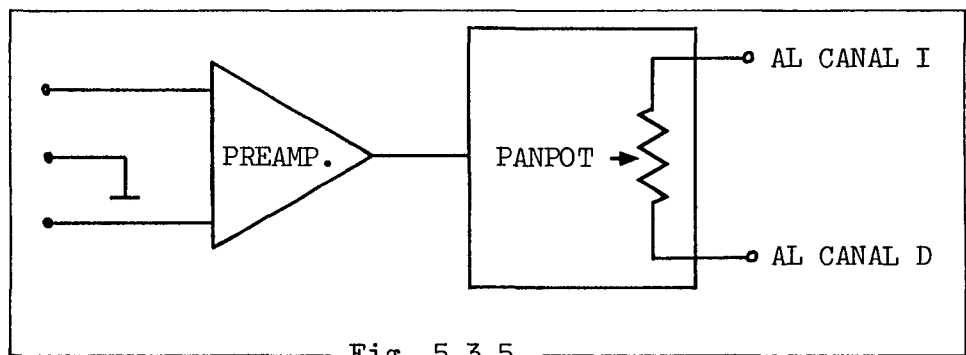 AL CANAL I
PREAMP.
PANPOT
AL CANAL D
Fig. 5.3.5